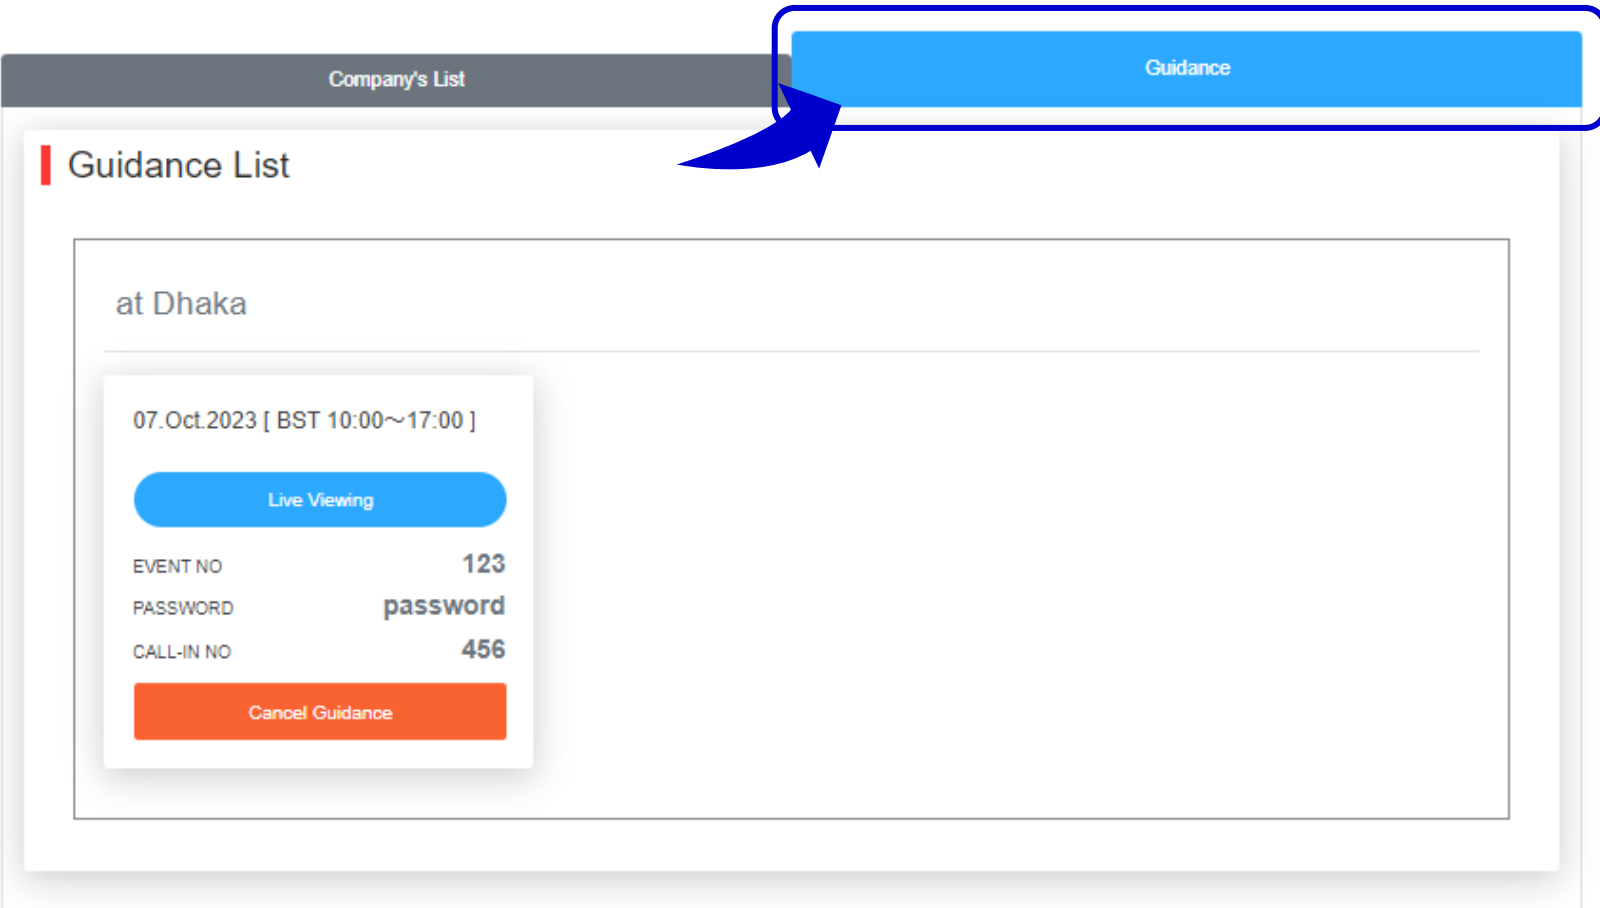 Company's List
Guidance
Guidance List
at Dhaka
07.Oct.2023 [ BST 10:00～17:00 ]
Live Viewing
EVENT NO 123
PASSWORD password
CALL-IN NO 456
Cancel Guidance